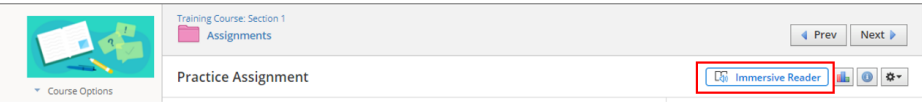 Training Course: Section 1
Assignments
Prev
Next
Practice Assignment
Immersive Reader
Course Options